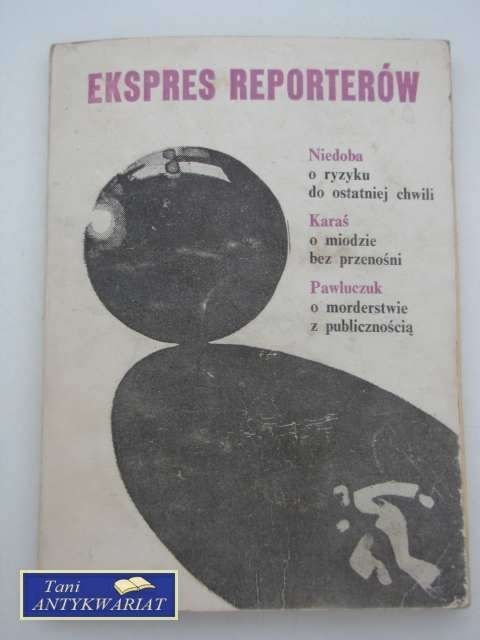 EKSPRES REPORTERÓW
Niedoba
o ryzyku
do ostatniej chwili
Karaś
o miodzie
bez przenośni
Pawluczuk
o morderstwie
z publicznością
Tani
ANTYKWARIAT